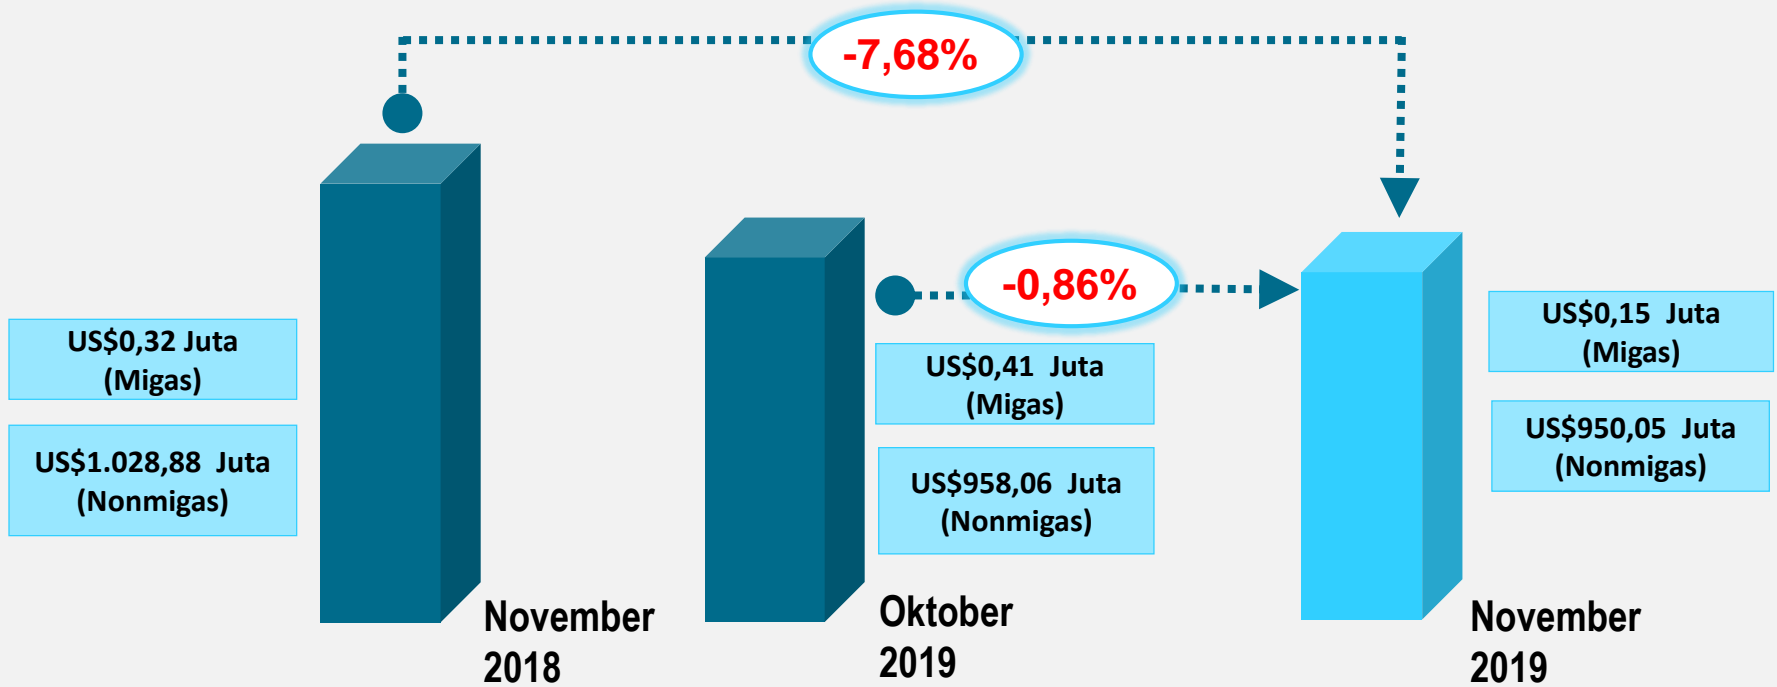 -7,68%
-0,86%
US$0,32 Juta
(Migas)
US$1.028,88 Juta
(Nonmigas)
November
2018
US$0,41 Juta
(Migas)
US$958,06 Juta
(Nonmigas)
Oktober
2019
US$0,15 Juta
(Migas)
US$950,05 Juta
(Nonmigas)
November
2019